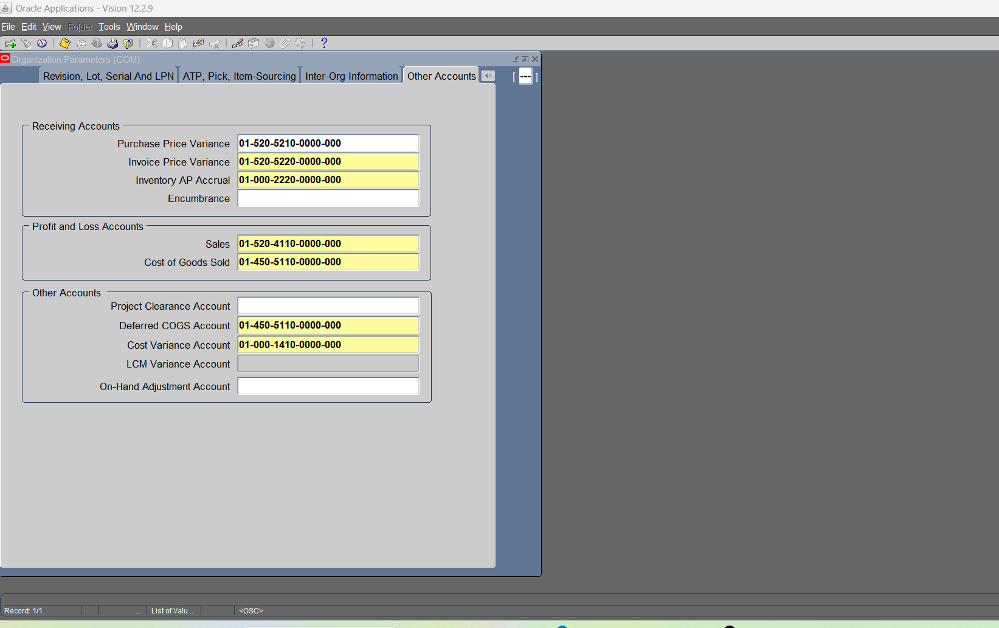 Oracle Applications - Vision 12.2.9
File Edit View Folder Tools Window Help
Organization Parameters (COM)
Revision, Lot, Serial And LPN ATP, Pick, Item-Sourcing Inter-Org Information Other Accounts [ --- ]
Receiving Accounts
Purchase Price Variance 01-520-5210-0000-000
Invoice Price Variance 01-520-5220-0000-000
Inventory AP Accrual 01-000-2220-0000-000
Encumbrance
Profit and Loss Accounts
Sales 01-520-4110-0000-000
Cost of Goods Sold 01-450-5110-0000-000
Other Accounts
Project Clearance Account
Deferred COGS Account 01-450-5110-0000-000
Cost Variance Account 01-000-1410-0000-000
LCM Variance Account
On-Hand Adjustment Account
Record: 1/1 ... List of Valu... <OSC>